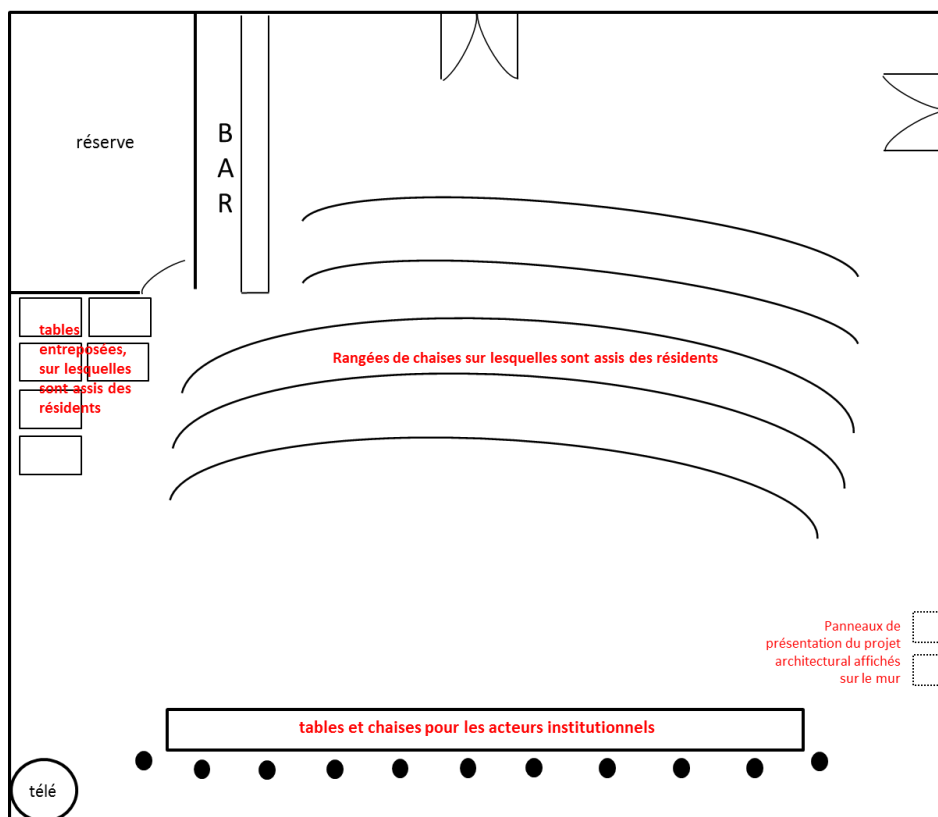 réserve
B
A
R
tables
entreposées,
sur lesquelles
sont assis des
résidents
Rangées de chaises sur lesquelles sont assis des résidents
Panneaux de
présentation du projet
architectural affichés
sur le mur
tables et chaises pour les acteurs institutionnels
télé